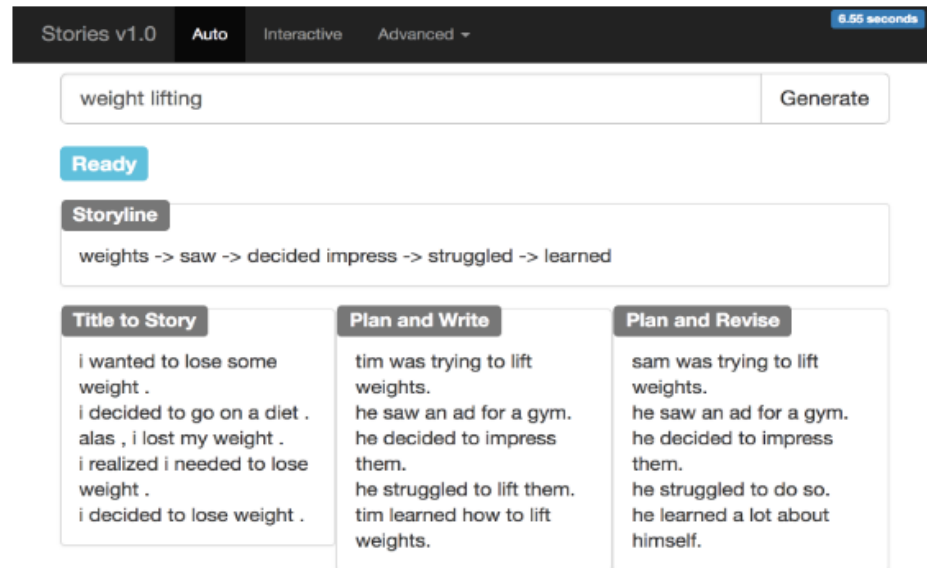 Stories v1.0 Auto Interactive Advanced 6.55 seconds
weight lifting Generate
Ready
Storyline
weights -> saw -> decided impress -> struggled -> learned
Title to Story
i wanted to lose some
weight .
i decided to go on a diet .
alas , i lost my weight .
i realized i needed to lose
weight .
i decided to lose weight .
Plan and Write
tim was trying to lift
weights.
he saw an ad for a gym.
he decided to impress
them.
he struggled to lift them.
tim learned how to lift
weights.
Plan and Revise
sam was trying to lift
weights.
he saw an ad for a gym.
he decided to impress
them.
he struggled to do so.
he learned a lot about
himself.